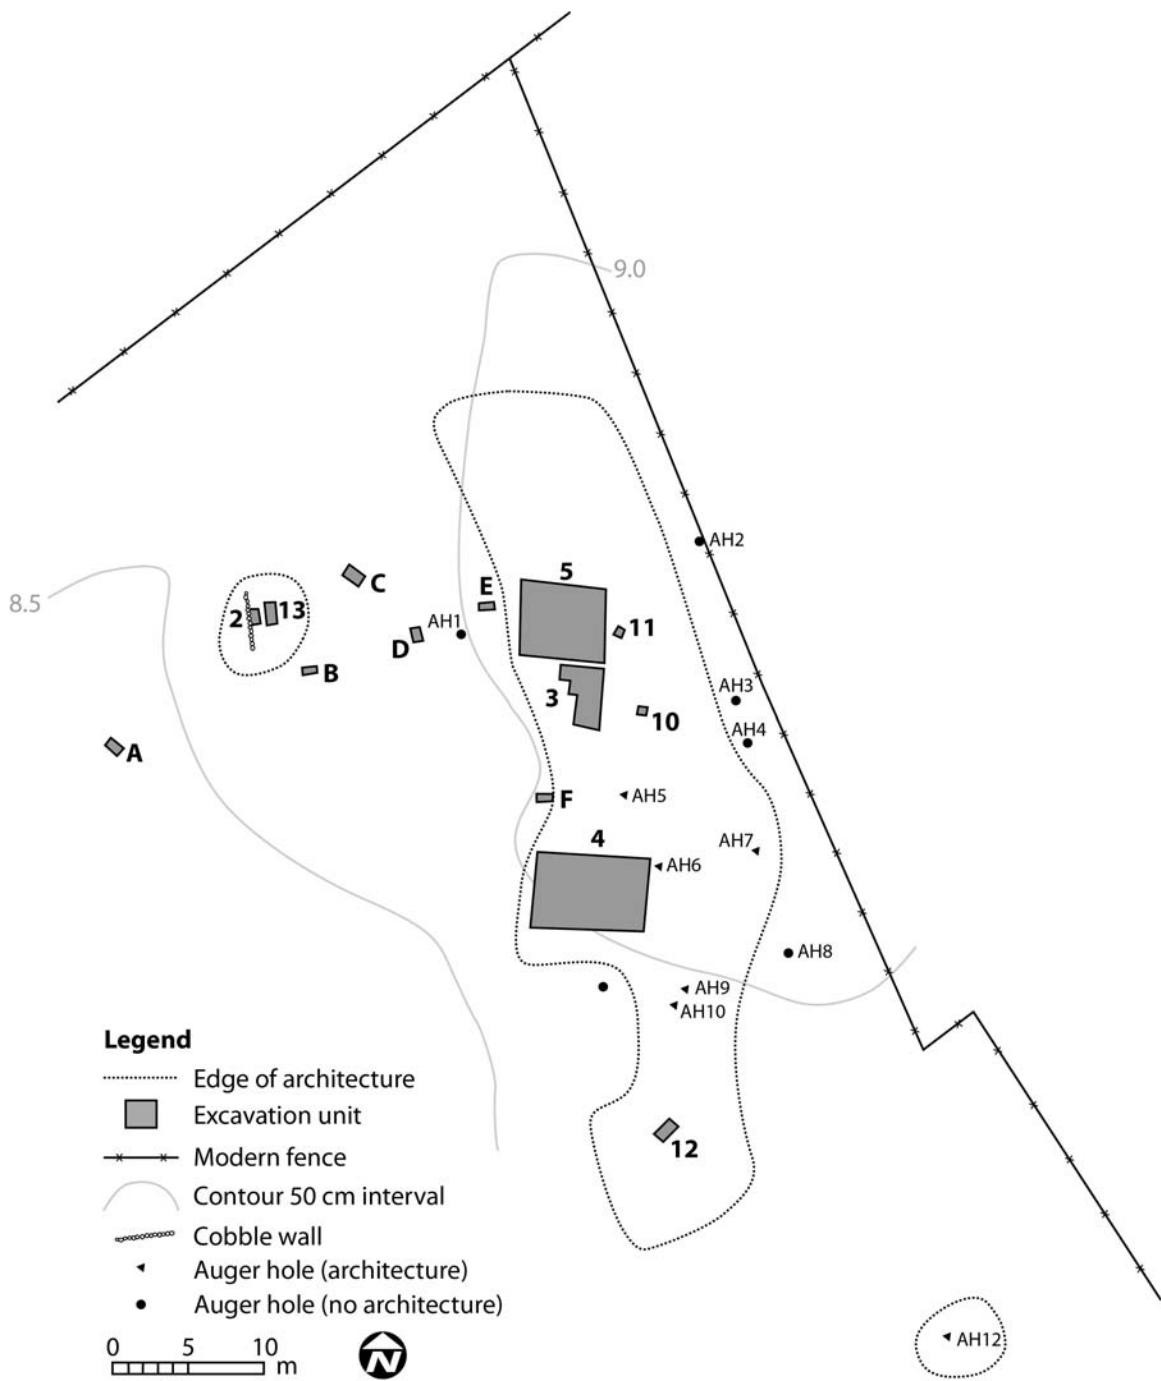 9.0
AH2
5
C
E
8.5
2
13
AH1
11
D
B
AH3
3
10
AH4
A
AH5
F
4
AH7
AH6
AH8
AH9
AH10
Legend
Edge of architecture
Excavation unit
12
Modern fence
Contour 50 cm interval
Cobble wall
Auger hole (architecture)
Auger hole (no architecture)
AH12
0 5 10
m
N